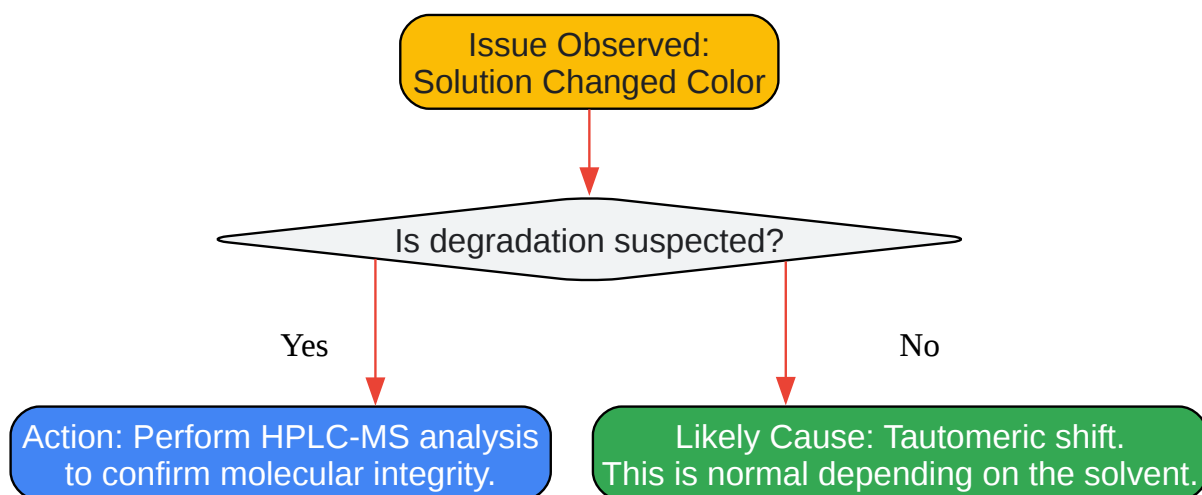 Issue Observed:
Solution Changed Color
Is degradation suspected?
Yes
No
Action: Perform HPLC-MS analysis
to confirm molecular integrity.
Likely Cause: Tautomeric shift.
This is normal depending on the solvent.